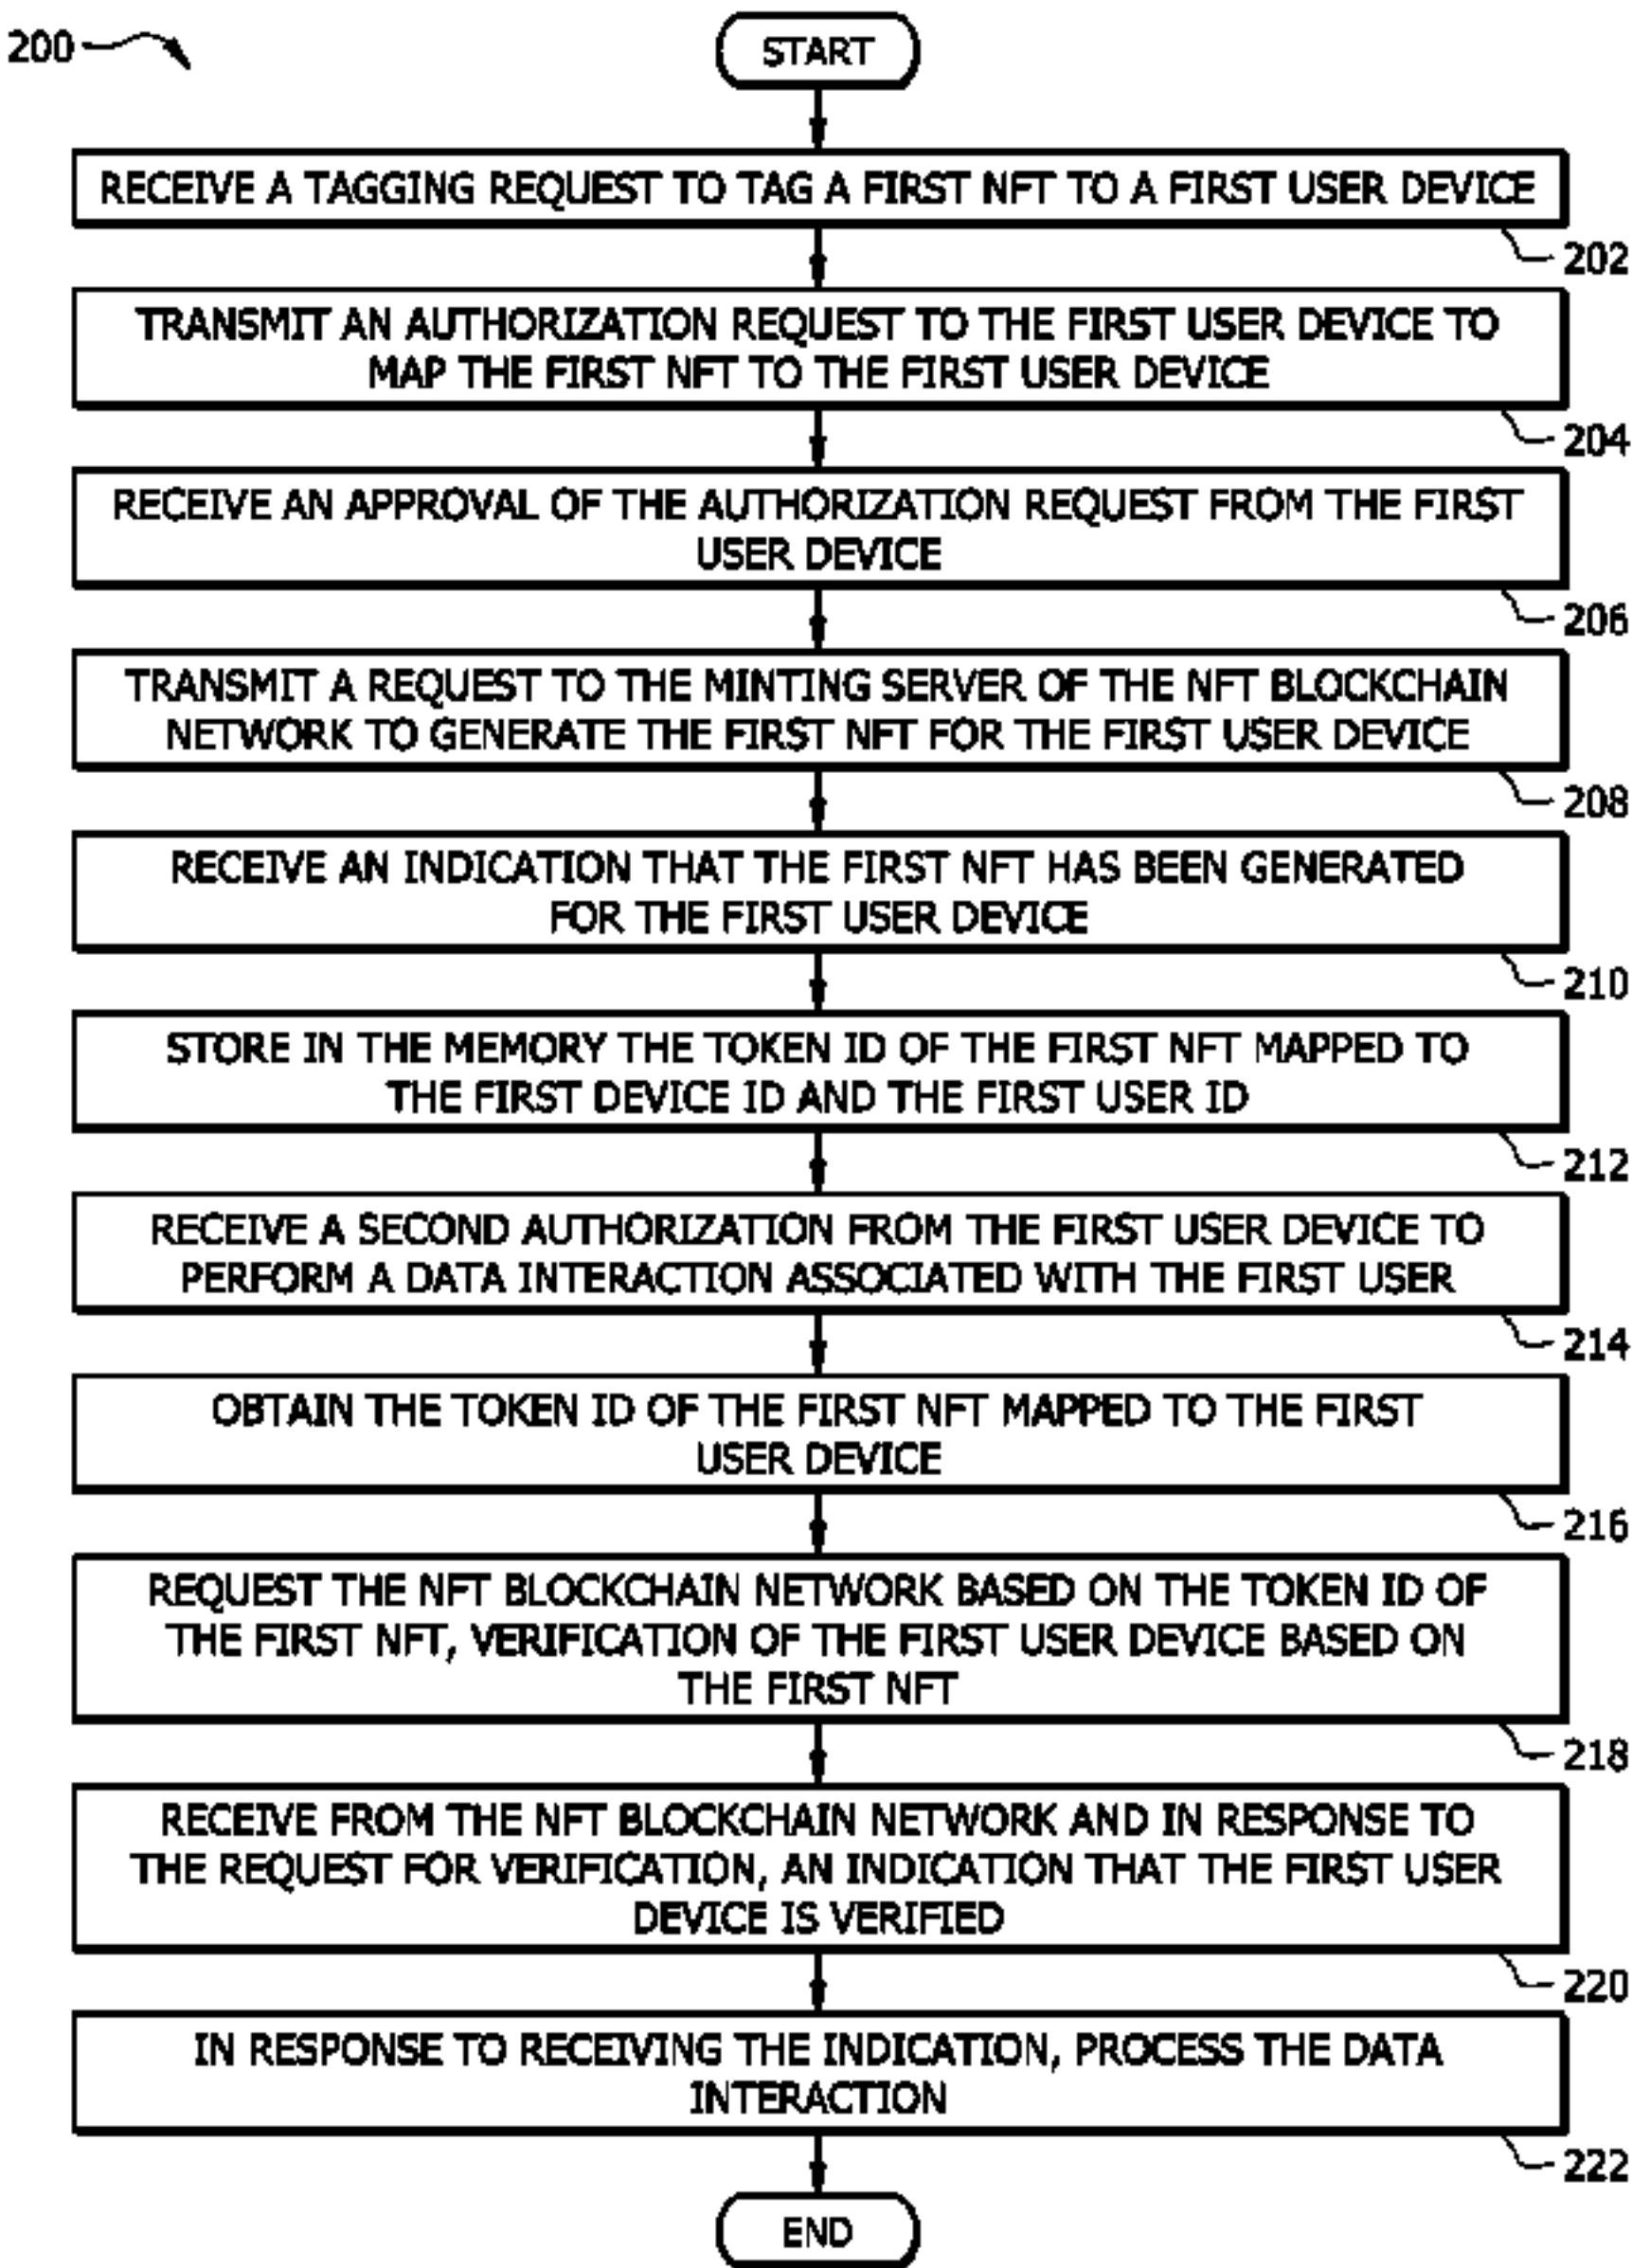 200
START
RECEIVE A TAGGING REQUEST TO TAG A FIRST NFT TO A FIRST USER DEVICE
202
TRANSMIT AN AUTHORIZATION REQUEST TO THE FIRST USER DEVICE TO
MAP THE FIRST NFT TO THE FIRST USER DEVICE
204
RECEIVE AN APPROVAL OF THE AUTHORIZATION REQUEST FROM THE FIRST
USER DEVICE
206
TRANSMIT A REQUEST TO THE MINTING SERVER OF THE NFT BLOCKCHAIN
NETWORK TO GENERATE THE FIRST NFT FOR THE FIRST USER DEVICE
208
RECEIVE AN INDICATION THAT THE FIRST NFT HAS BEEN GENERATED
FOR THE FIRST USER DEVICE
210
STORE IN THE MEMORY THE TOKEN ID OF THE FIRST NFT MAPPED TO
THE FIRST DEVICE ID AND THE FIRST USER ID
212
RECEIVE A SECOND AUTHORIZATION FROM THE FIRST USER DEVICE TO
PERFORM A DATA INTERACTION ASSOCIATED WITH THE FIRST USER
214
OBTAIN THE TOKEN ID OF THE FIRST NFT MAPPED TO THE FIRST
USER DEVICE
216
REQUEST THE NFT BLOCKCHAIN NETWORK BASED ON THE TOKEN ID OF
THE FIRST NFT, VERIFICATION OF THE FIRST USER DEVICE BASED ON
THE FIRST NFT
218
RECEIVE FROM THE NFT BLOCKCHAIN NETWORK AND IN RESPONSE TO
THE REQUEST FOR VERIFICATION, AN INDICATION THAT THE FIRST USER
DEVICE IS VERIFIED
220
IN RESPONSE TO RECEIVING THE INDICATION, PROCESS THE DATA
INTERACTION
222
END